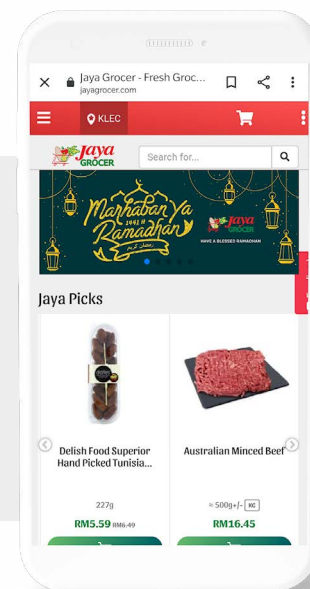 Jaya Grocer - Fresh Groc...
jayagrocer.com
KLEC
Jaya
GROCER
Search for...
Marhaban Ya
1441 H
Ramadhan
Jaya
GROCER
HAVE A BLESSED RAMADHAN
Jaya Picks
Delish Food Superior
Hand Picked Tunisia...
Australian Minced Beef
227g
≈ 500g+/- KG
RM5.59 RM6.49
RM16.45